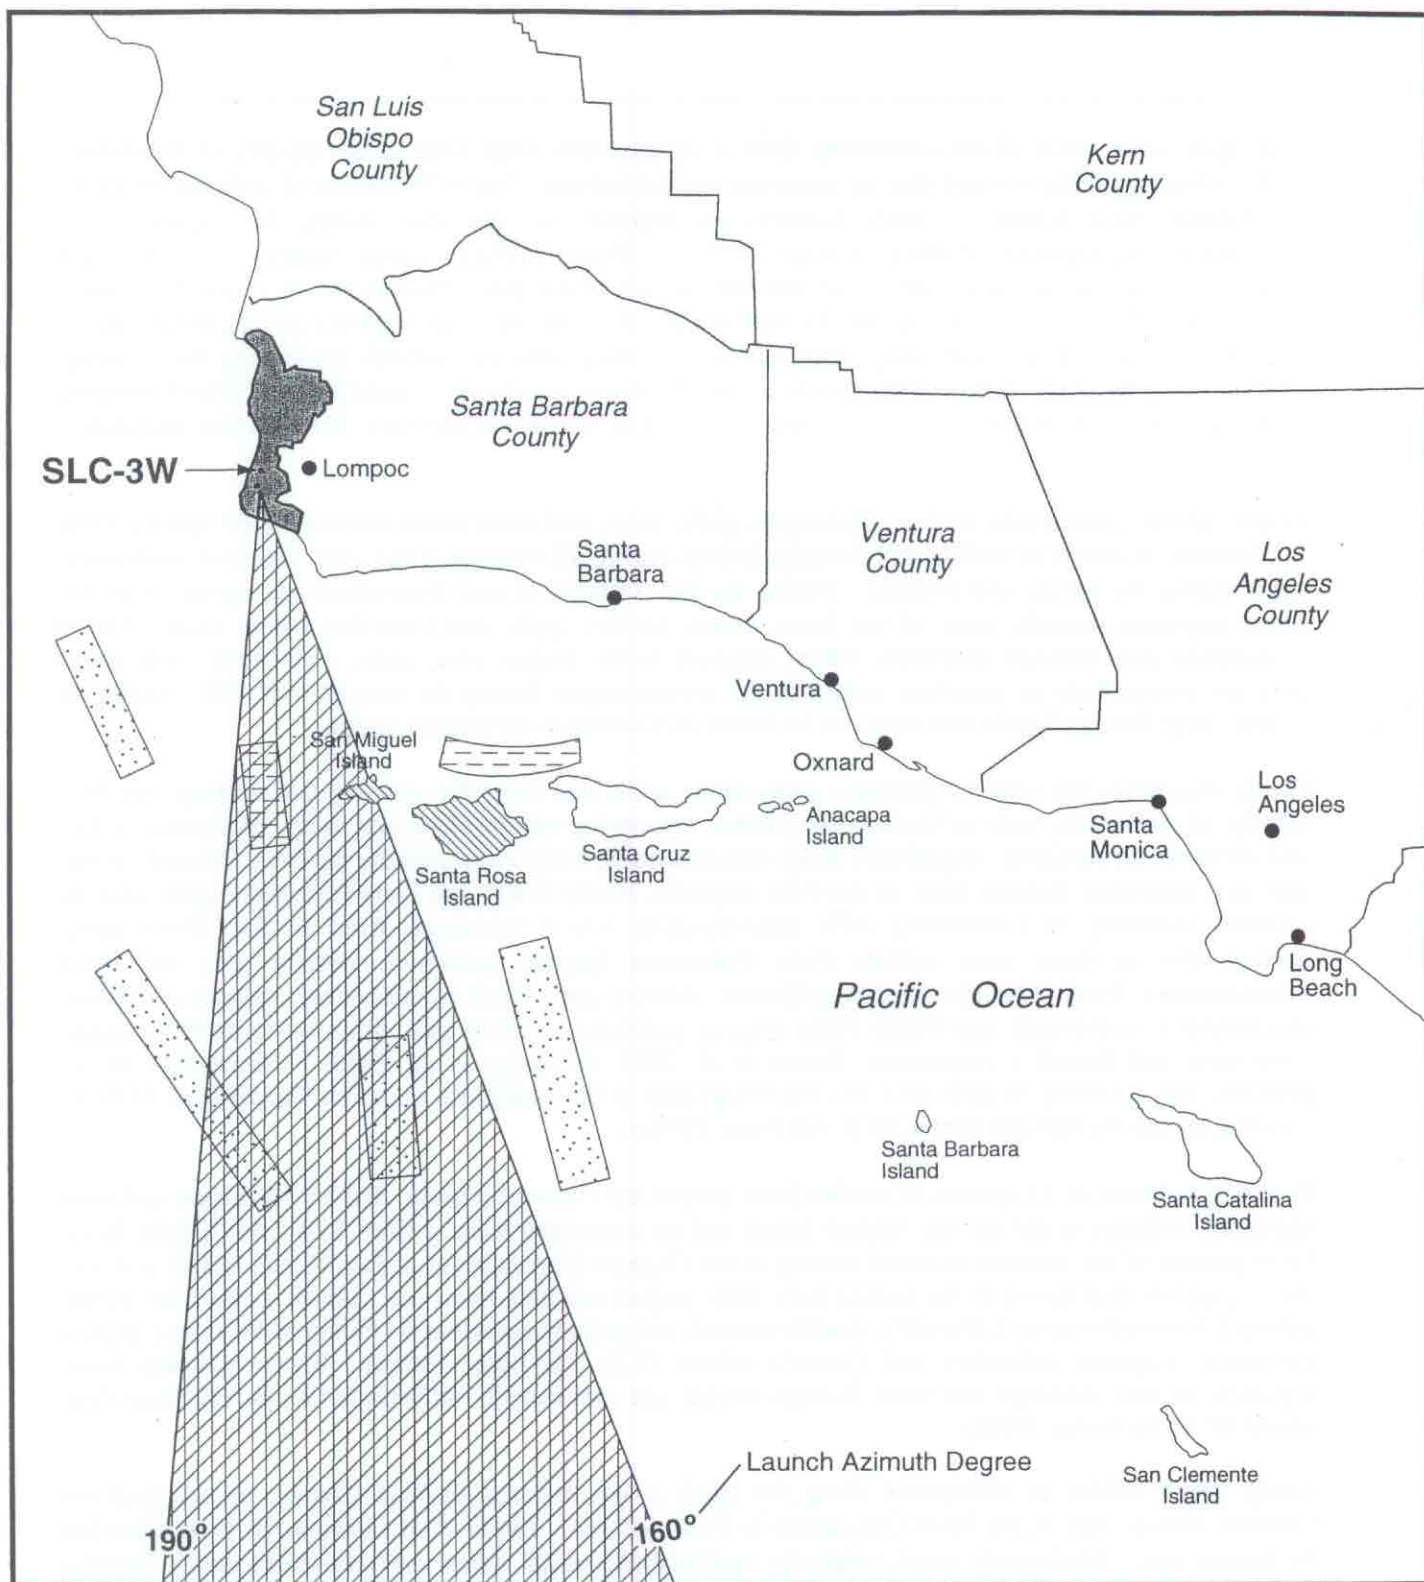 San Luis
Obispo
County
Kern
County
Santa Barbara
County
SLC-3W
Lompoc
Ventura
County
Los
Angeles
County
Santa
Barbara
Ventura
San Miguel
Island
Oxnard
Los
Angeles
Anacapa
Island
Santa
Monica
Santa Cruz
Island
Santa Rosa
Island
Long
Beach
Pacific Ocean
Santa Barbara
Island
Santa Catalina
Island
Launch Azimuth Degree
San Clemente
Island
190°
160°